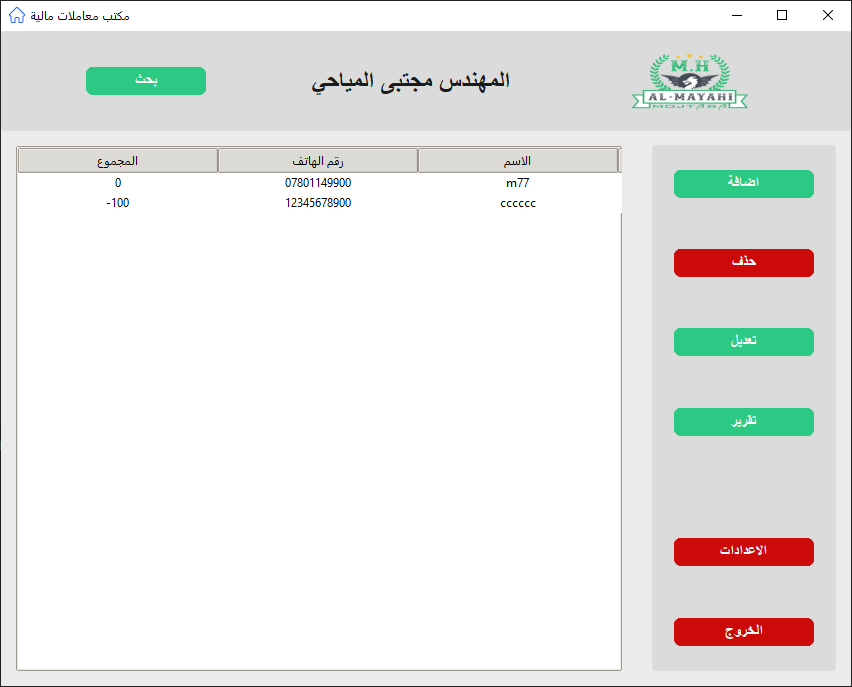 مكتب معاملات مالية
M.H
AL-MAYAHI
MOJTABA
المهندس مجتبى المياحي
بحث
الاسم رقم الهاتف المجموع
m77 07801149900 0
cccccc 12345678900 -100
اضافة
حذف
تعديل
تقرير
الاعدادات
الخروج